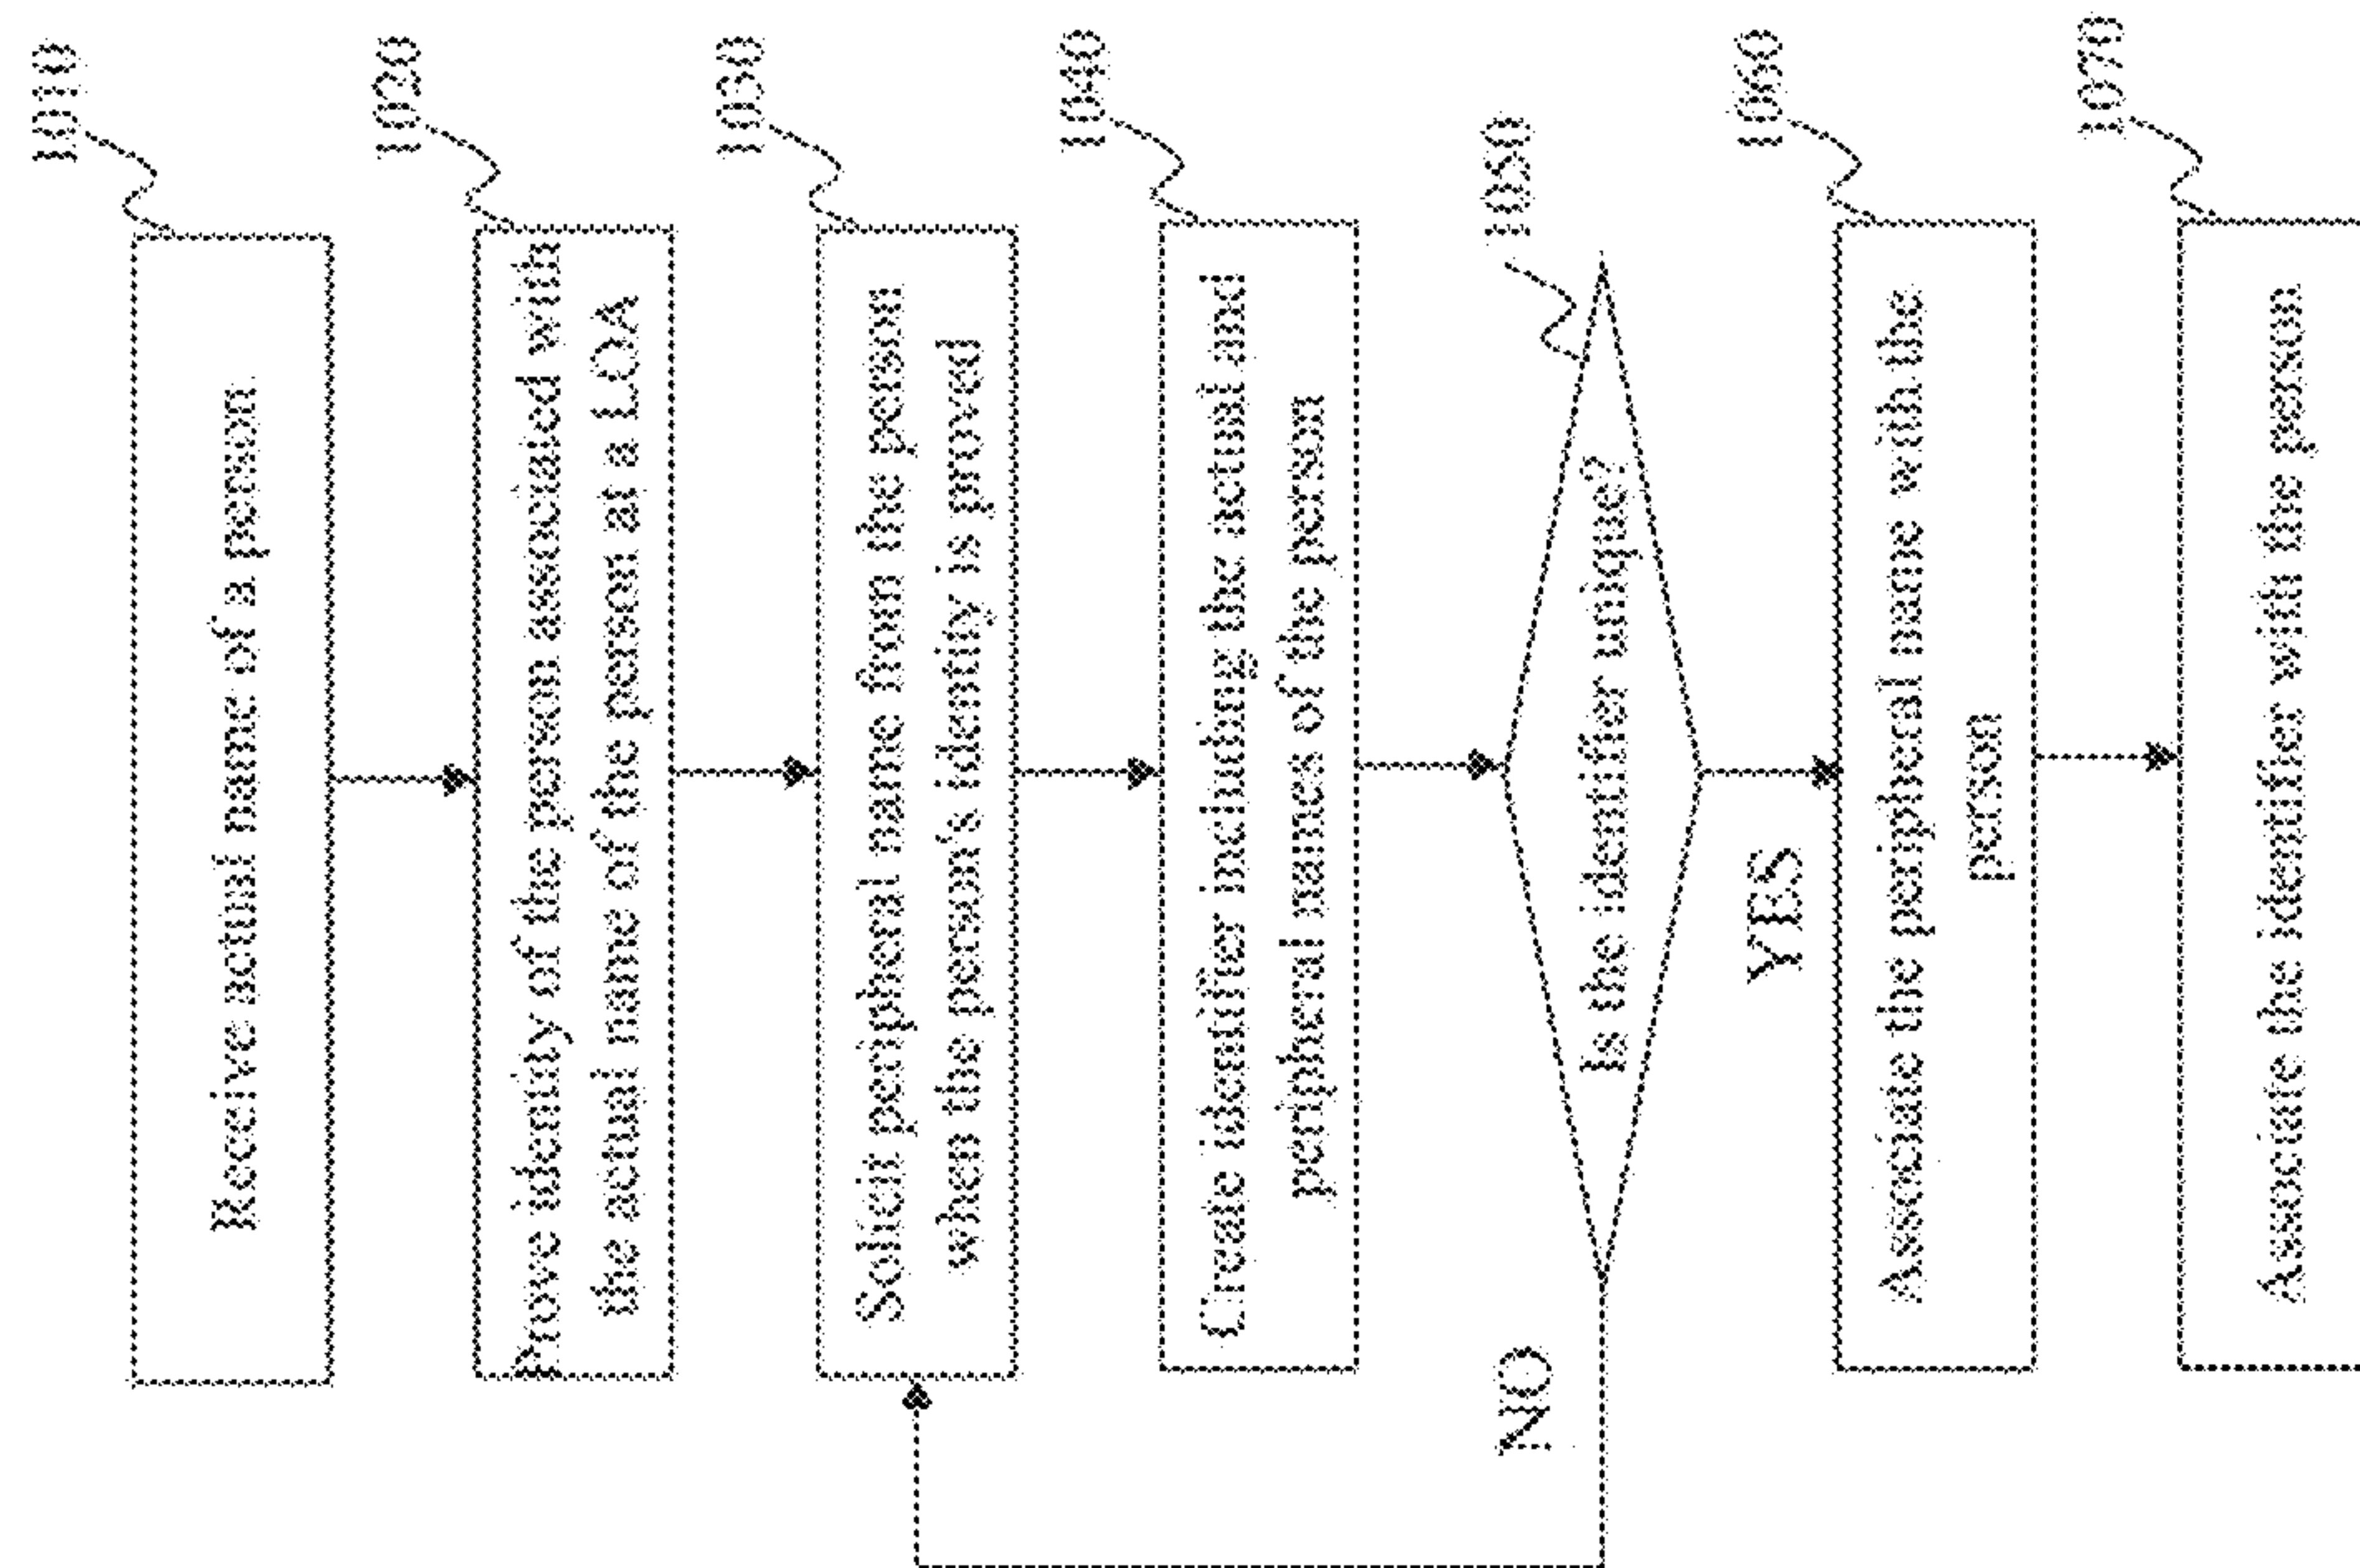 1010
Receive actual name of a person
1020
Prove identity of the person associated with
the actual name of the person at a LOA
1030
Solicit peripheral name from the person
when the person's identity is proved
1040
Create identifier including the actual and
peripheral names of the person
1050
Is the identifier unique?
NO
YES
1060
Associate the peripheral name with the
person
1070
Associate the identifier with the person